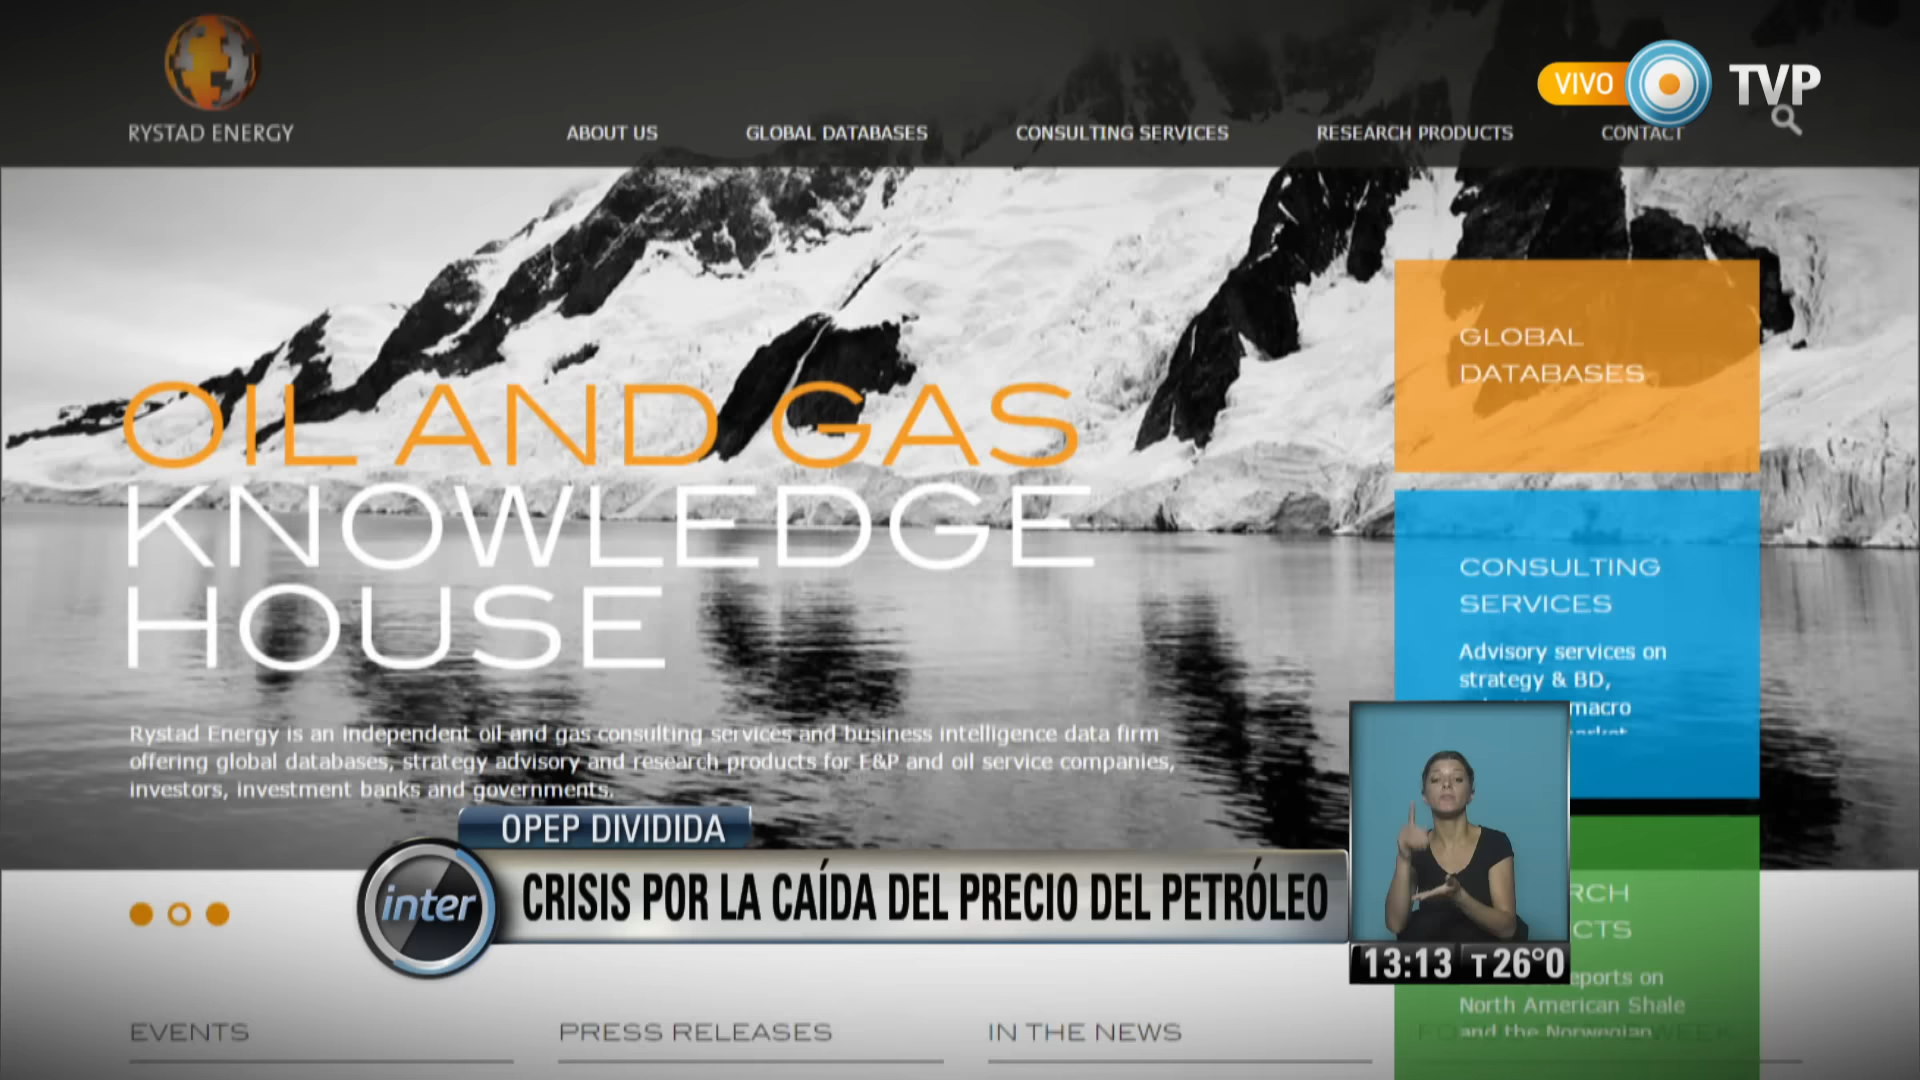 RYSTAD ENERGY
ABOUT US
GLOBAL DATABASES
CONSULTING SERVICES
RESEARCH PRODUCTS
CONTACT
VIVO
TVP
OIL AND GAS
KNOWLEDGE
HOUSE
Rystad Energy is an independent oil and gas consulting services and business intelligence data firm
offering global databases, strategy advisory and research products for E&P and oil service companies,
investors, investment banks and governments.
GLOBAL
DATABASES
CONSULTING
SERVICES
Advisory services on
strategy & BD,
macro
RCH
CTS
eports on
North American Shale
and the Norwegian
OPEP DIVIDIDA
inter
CRISIS POR LA CAÍDA DEL PRECIO DEL PETRÓLEO
13:13 T 26°0
EVENTS
PRESS RELEASES
IN THE NEWS